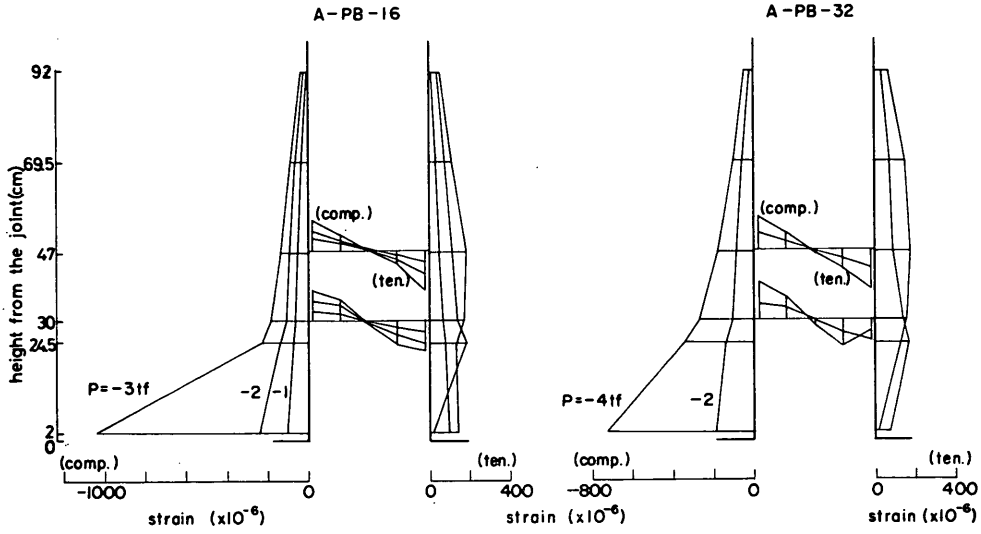 A-PB-16
A-PB-32
height from the joint(cm)
92
69.5
47
30
24.5
2
0
(comp.)
(ten.)
P=-3tf
-2
-1
(comp.)
-1000
0
strain (x10⁻⁶)
(ten.)
0
400
strain (x10⁻⁶)
(comp.)
(ten.)
P=-4tf
-2
(comp.)
-800
0
(ten.)
0
400
strain (x10⁻⁶)